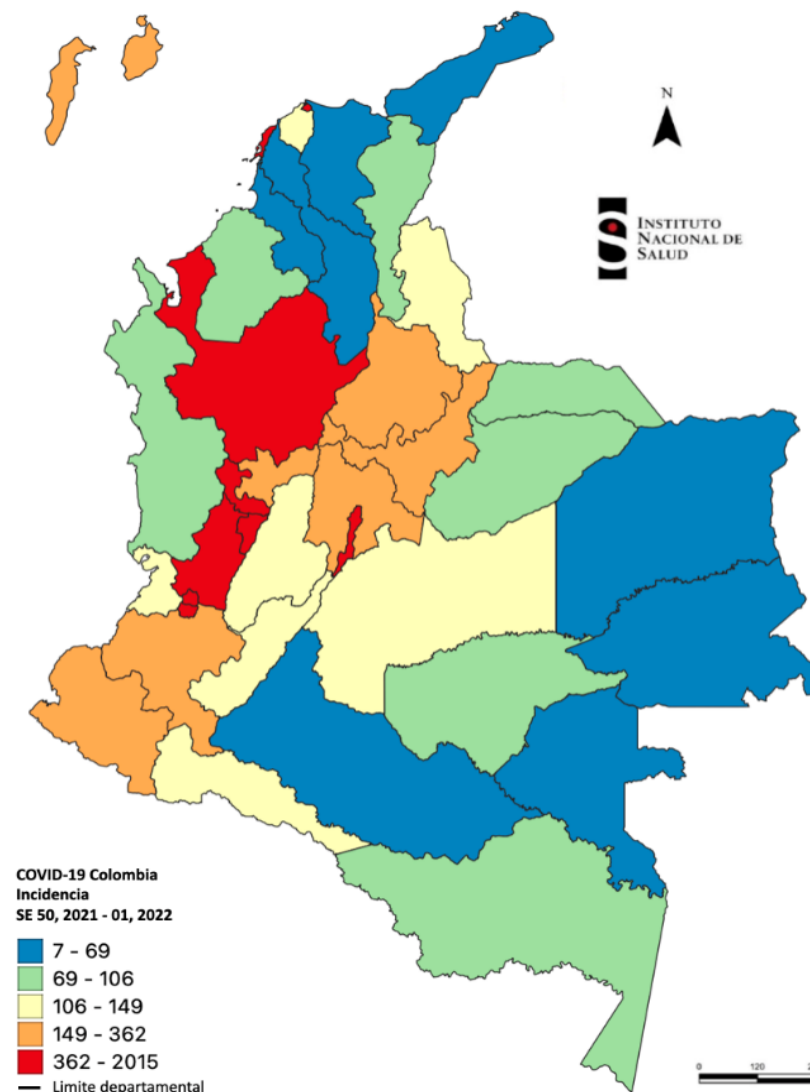 N
INSTITUTO
NACIONAL DE
SALUD
COVID-19 Colombia
Incidencia
SE 50, 2021 - 01, 2022
7 - 69
69 - 106
106 - 149
149 - 362
362 - 2015
Limite departamental
0 120